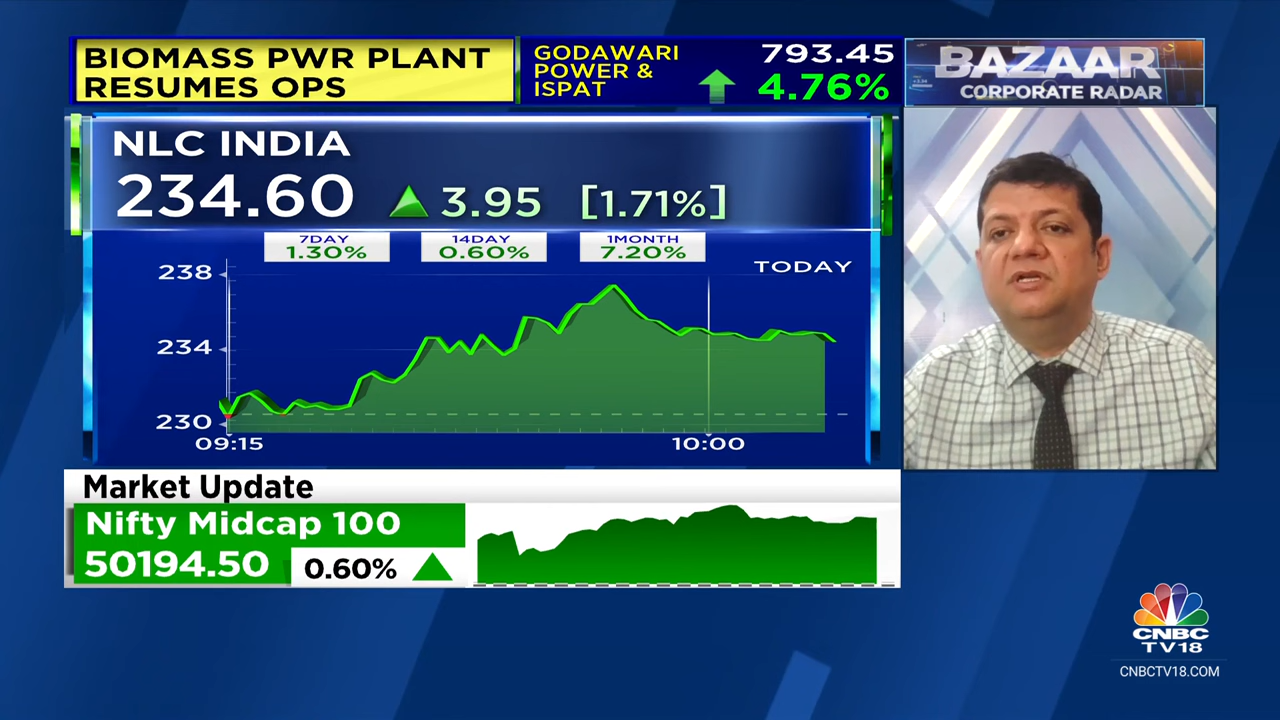 BIOMASS PWR PLANT
RESUMES OPS
GODAWARI
POWER &
ISPAT
793.45
4.76%
BAZAAR
CORPORATE RADAR
NLC INDIA
234.60
3.95
[1.71%]
7DAY
1.30%
14DAY
0.60%
1MONTH
7.20%
TODAY
238
234
230
09:15
10:00
Market Update
Nifty Midcap 100
50194.50
0.60%
CNBC
TV18
CNBCTV18.COM